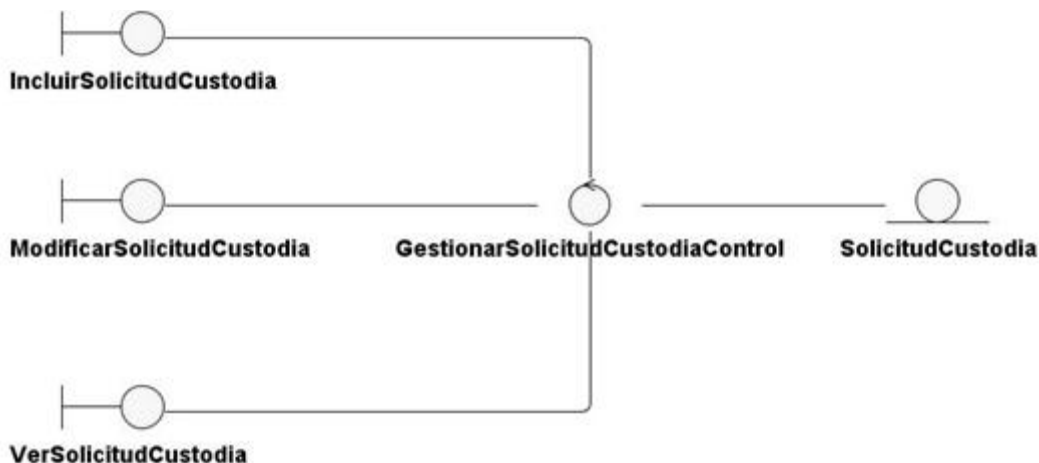 IncluirSolicitudCustodia
ModificarSolicitudCustodia
GestionarSolicitudCustodiaControl
SolicitudCustodia
VerSolicitudCustodia